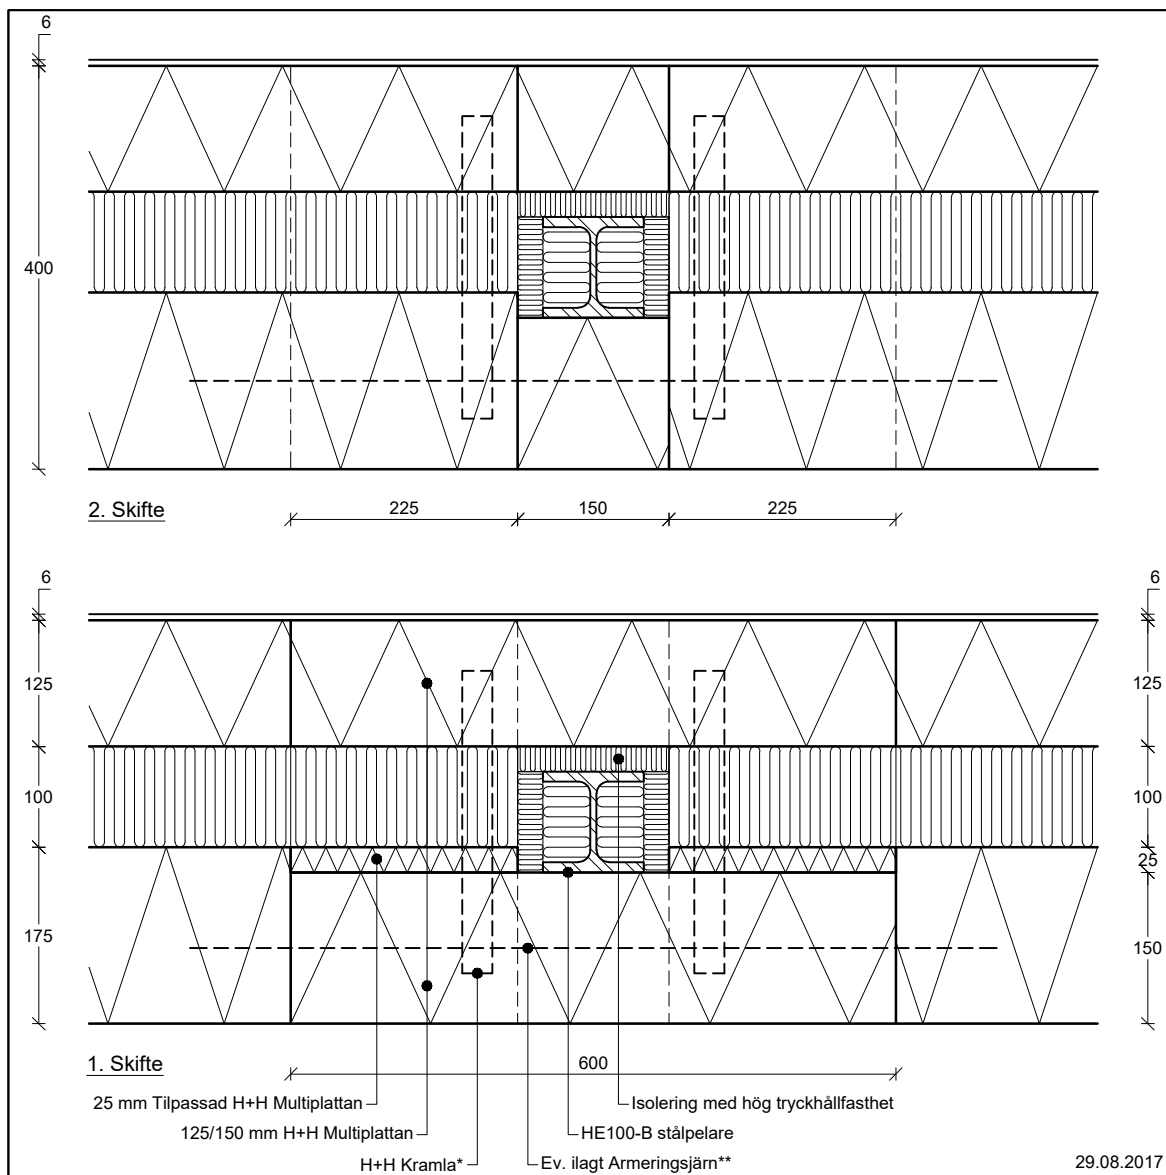 6
400
2. Skifte
225
150
225
6
6
125
125
100
100
25
175
150
1. Skifte
600
25 mm Tilpassad H+H Multiplattan
Isolering med hög tryckhållfasthet
125/150 mm H+H Multiplattan
HE100-B stålpelare
H+H Kramla*
Ev. ilagt Armeringsjärn**
29.08.2017